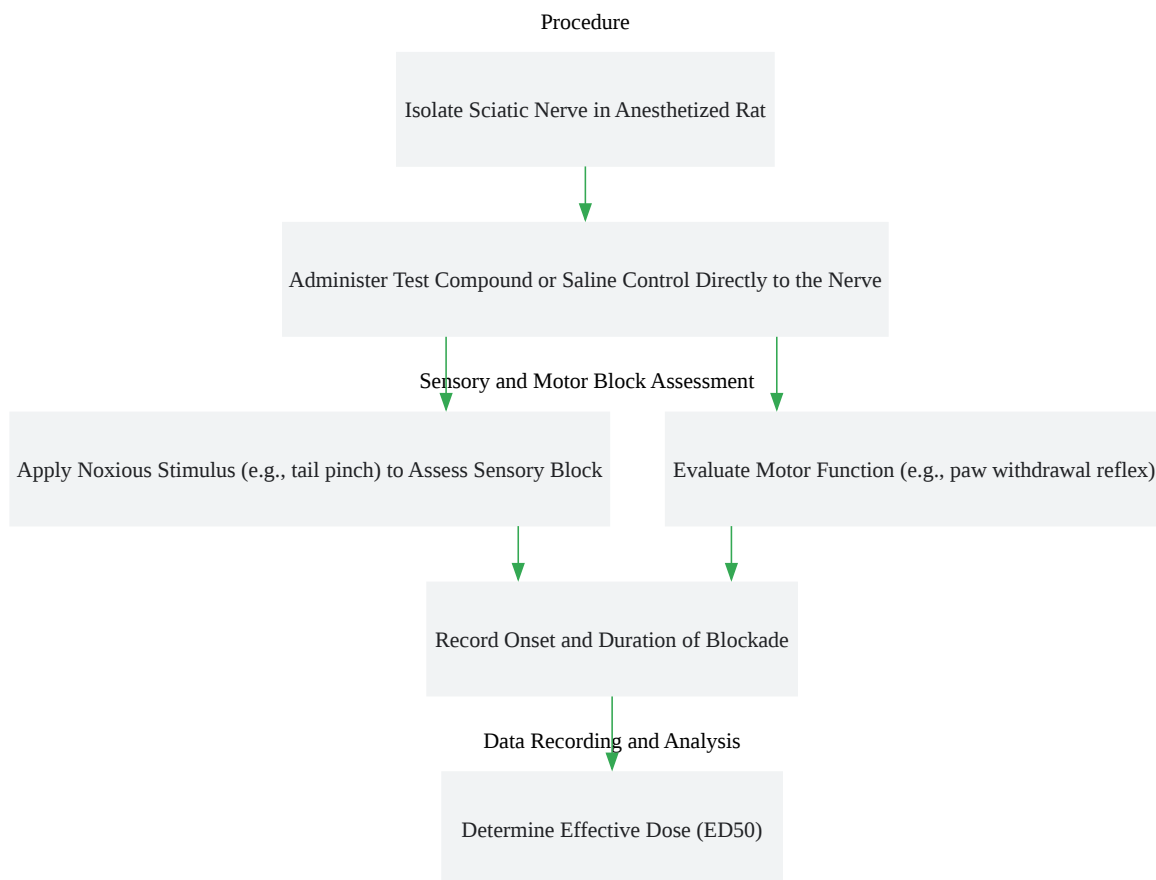 Procedure
Isolate Sciatic Nerve in Anesthetized Rat
Administer Test Compound or Saline Control Directly to the Nerve
Sensory and Motor Block Assessment
Apply Noxious Stimulus (e.g., tail pinch) to Assess Sensory Block
Evaluate Motor Function (e.g., paw withdrawal reflex)
Record Onset and Duration of Blockade
Data Recording and Analysis
Determine Effective Dose (ED50)